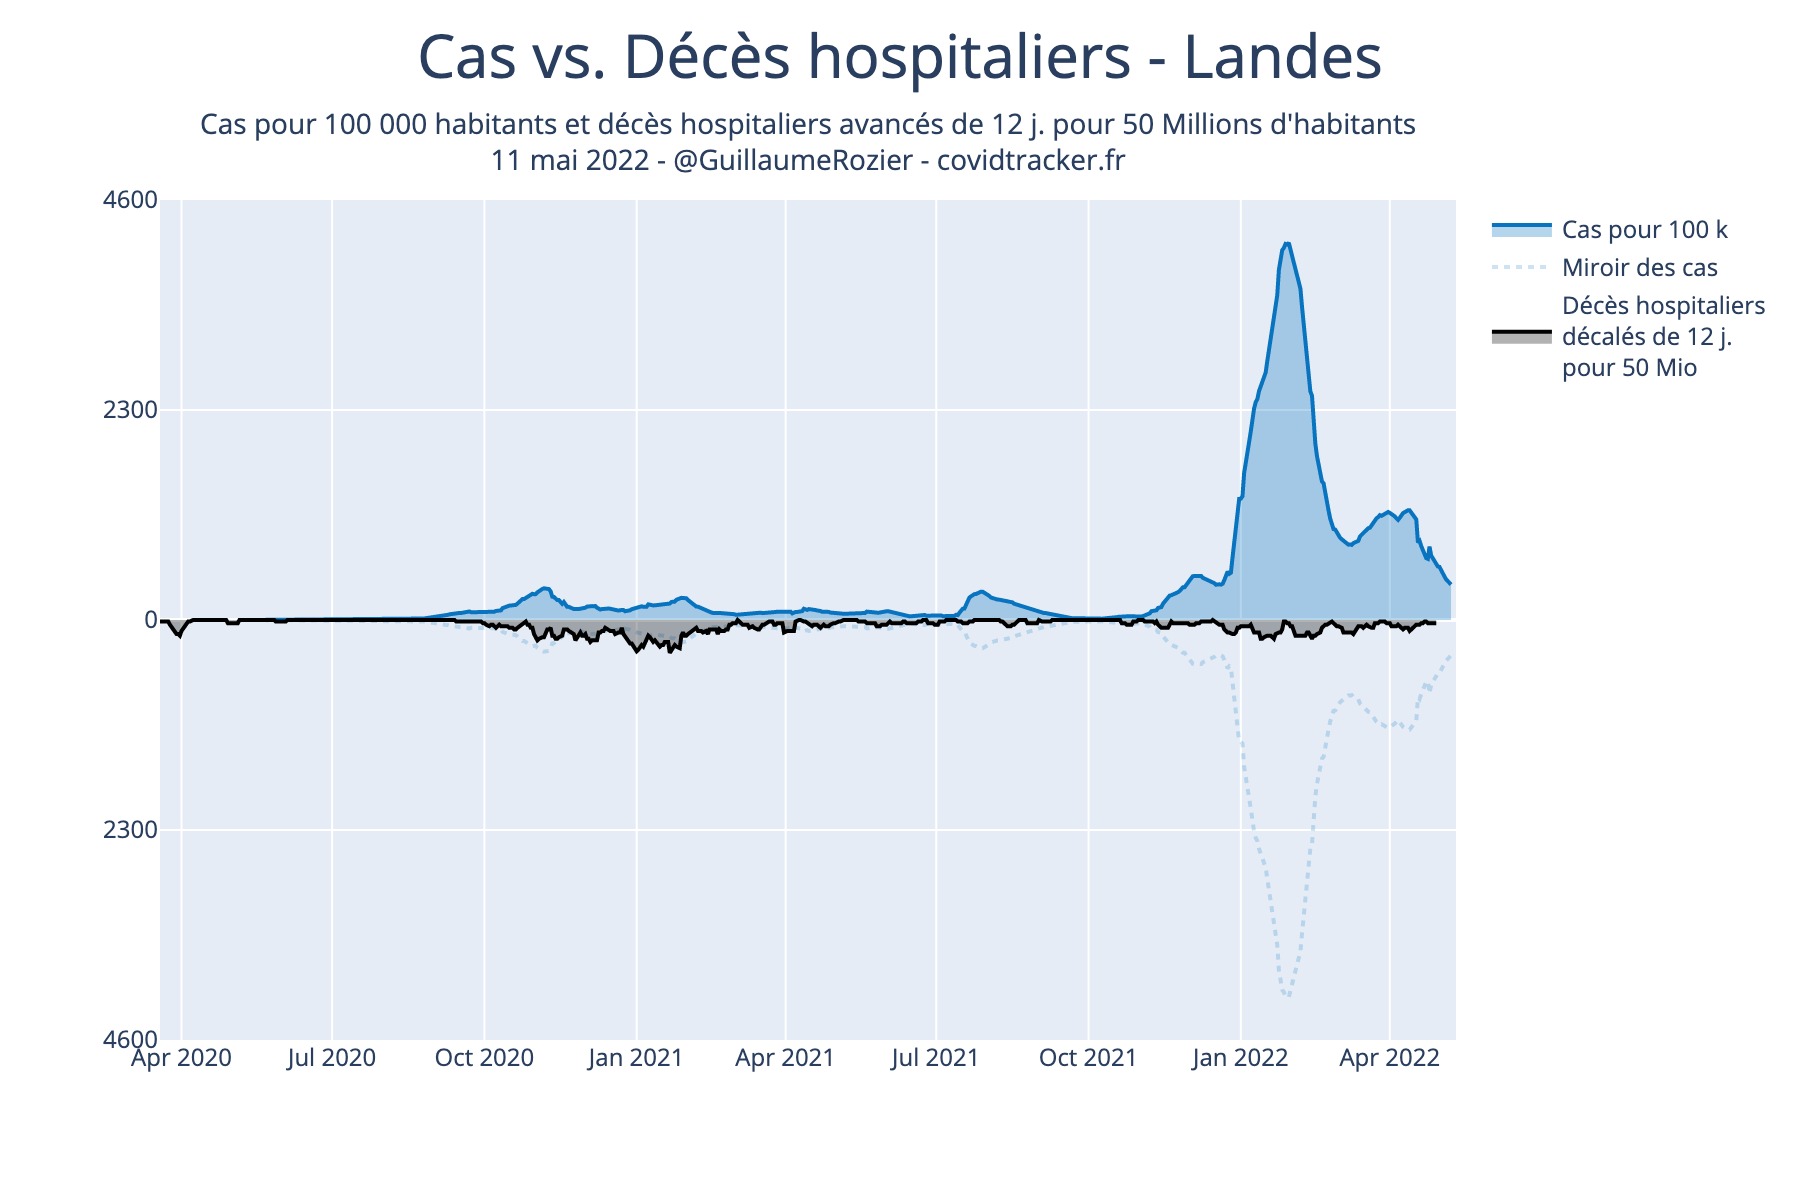 Cas vs. Décès hospitaliers - Landes
Cas pour 100 000 habitants et décès hospitaliers avancés de 12 j. pour 50 Millions d'habitants
11 mai 2022 - @GuillaumeRozier - covidtracker.fr
4600
2300
0
2300
4600
Apr 2020
Jul 2020
Oct 2020
Jan 2021
Apr 2021
Jul 2021
Oct 2021
Jan 2022
Apr 2022
Cas pour 100 k
Miroir des cas
Décès hospitaliers
décalés de 12 j.
pour 50 Mio